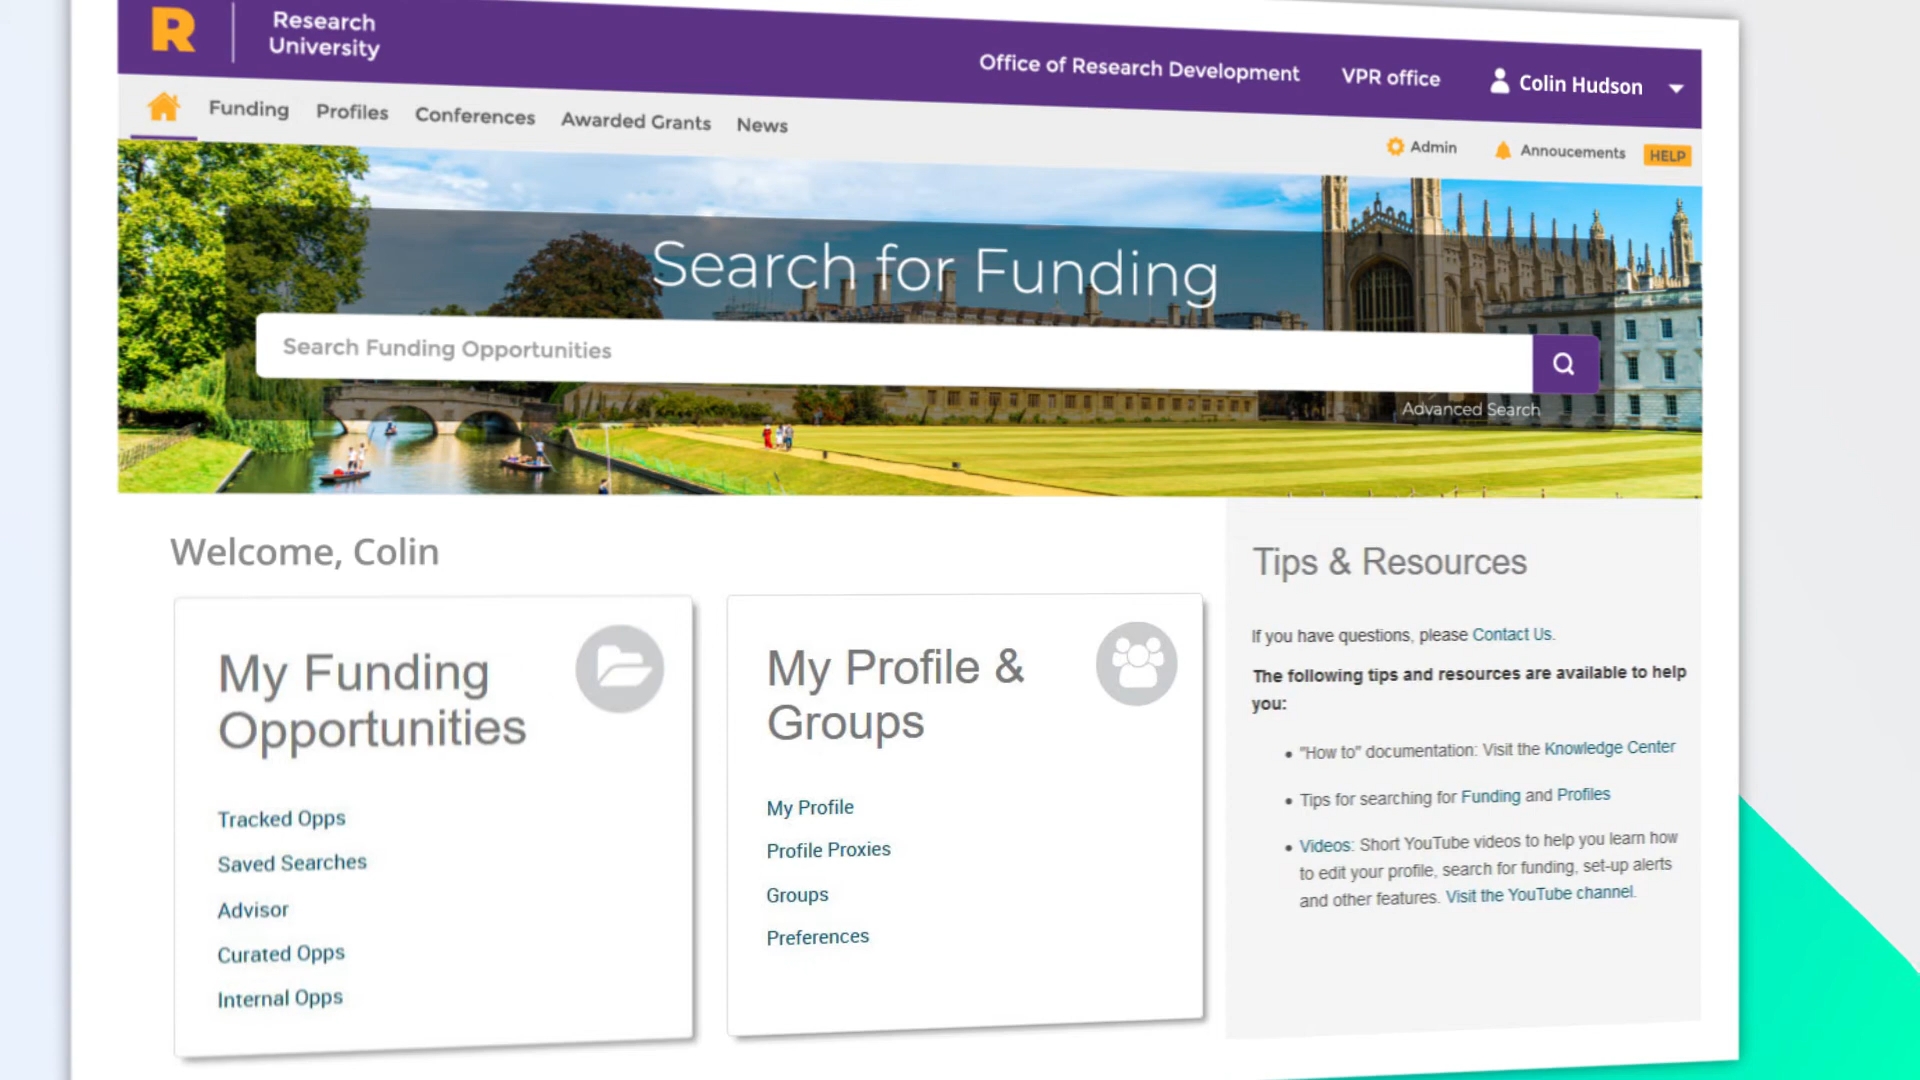 R
Research
University
Office of Research Development
VPR office
Colin Hudson
Funding
Profiles
Conferences
Awarded Grants
News
Admin
Annoucements
HELP
Search for Funding
Search Funding Opportunities
Advanced Search
Welcome, Colin
My Funding
Opportunities
Tracked Opps
Saved Searches
Advisor
Curated Opps
Internal Opps
My Profile &
Groups
My Profile
Profile Proxies
Groups
Preferences
Tips & Resources
If you have questions, please Contact Us.
The following tips and resources are available to help
you:
• "How to" documentation: Visit the Knowledge Center
• Tips for searching for Funding and Profiles
• Videos: Short YouTube videos to help you learn how
to edit your profile, search for funding, set-up alerts
and other features. Visit the YouTube channel.